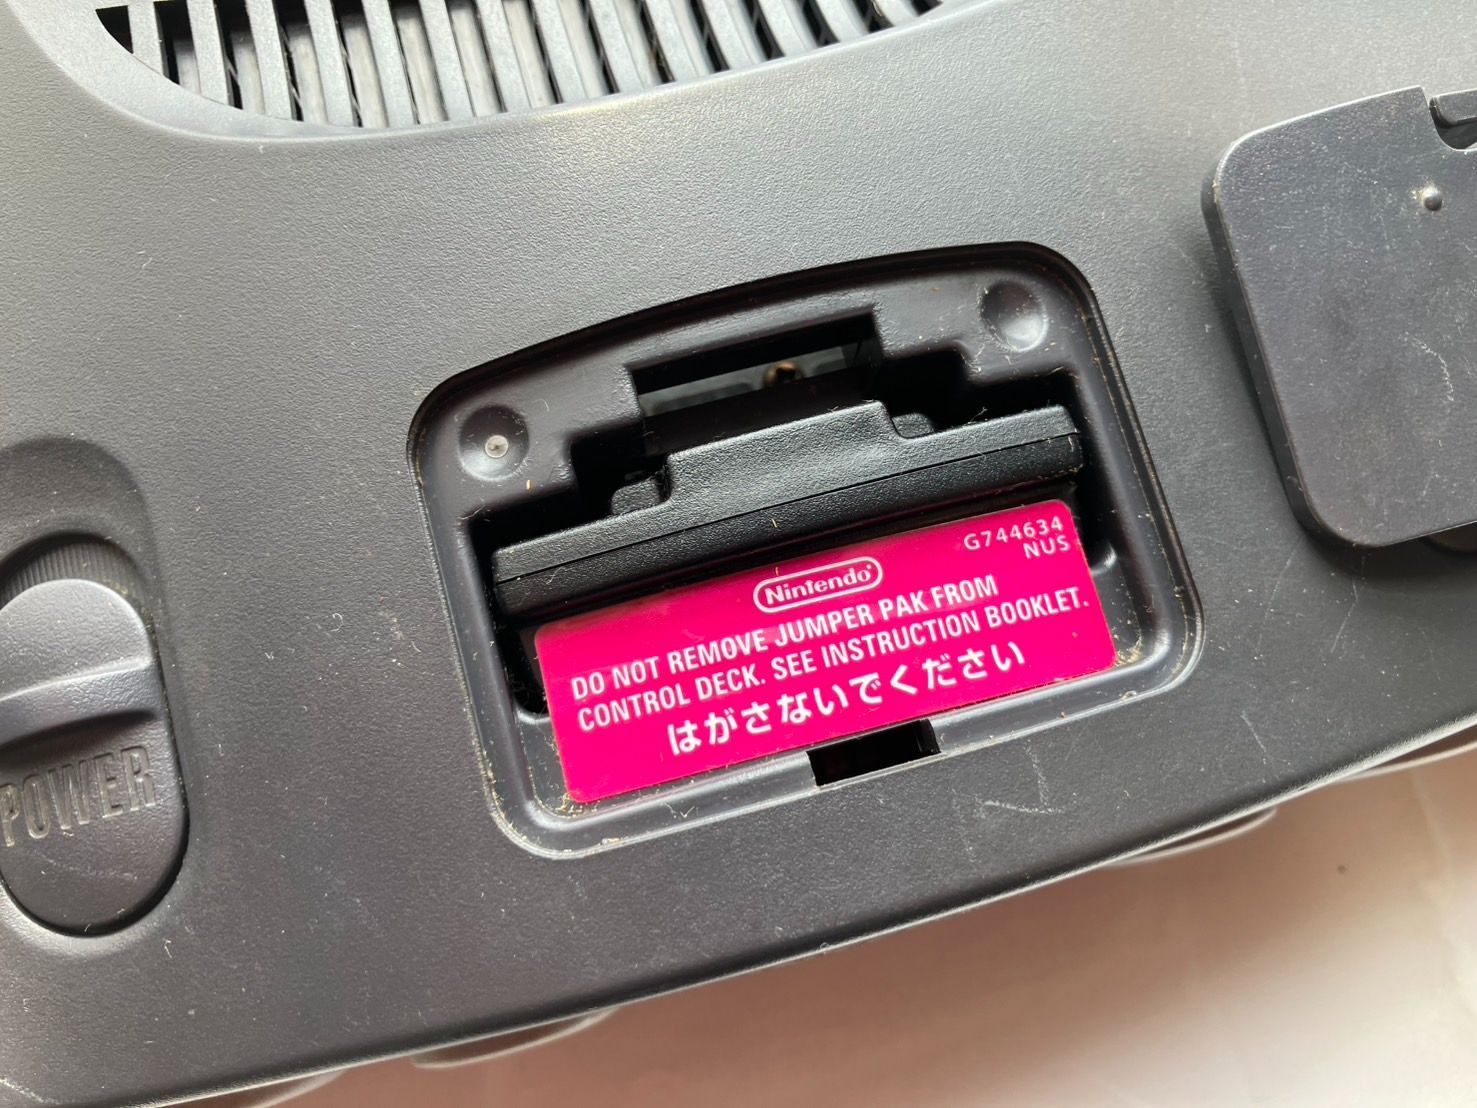 G744634
NUS
Nintendo
DO NOT REMOVE JUMPER PAK FROM
CONTROL DECK. SEE INSTRUCTION BOOKLET.
はがさないでください
POWER